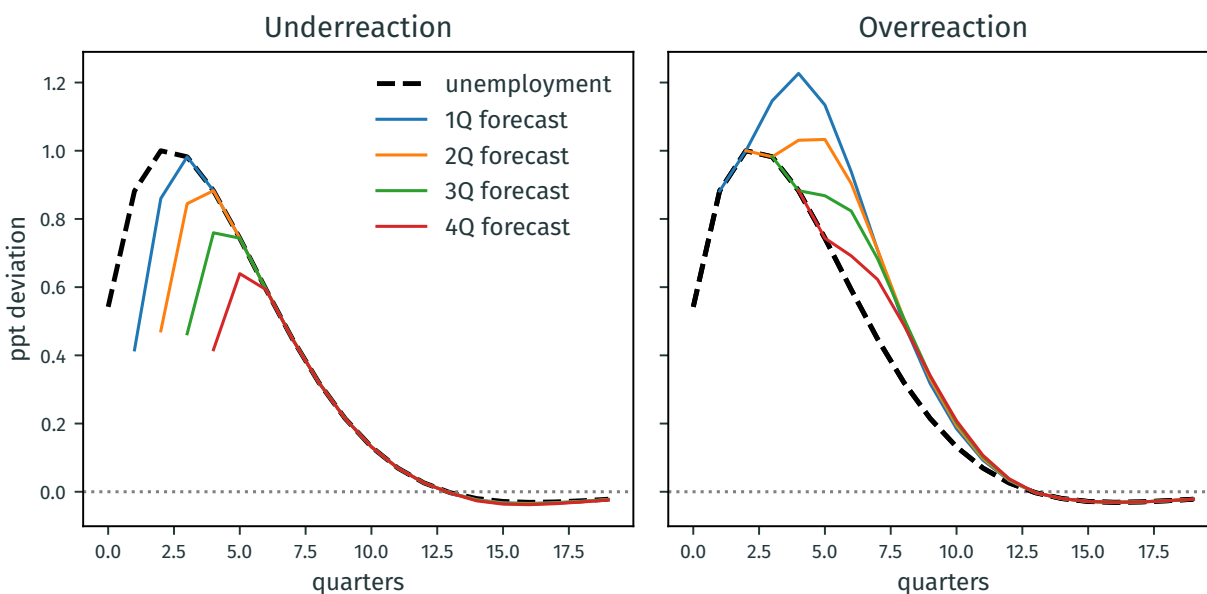 Underreaction
Overreaction
ppt deviation
1.2
1.0
0.8
0.6
0.4
0.2
0.0
unemployment
1Q forecast
2Q forecast
3Q forecast
4Q forecast
0.0 2.5 5.0 7.5 10.0 12.5 15.0 17.5
quarters
0.0 2.5 5.0 7.5 10.0 12.5 15.0 17.5
quarters